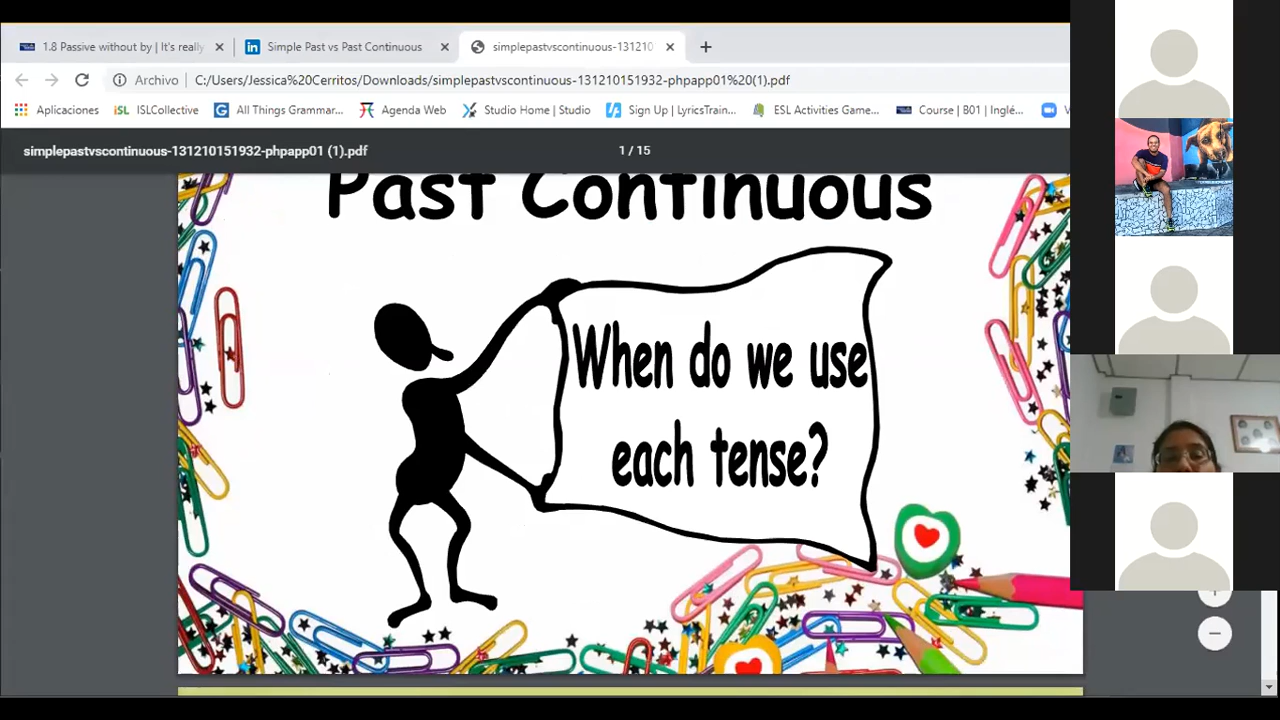 1.8 Passive without by | It's really
Simple Past vs Past Continuous
simplepastvscontinuous-131210
Archivo
C:/Users/Jessica%20Cerritos/Downloads/simplepastvscontinuous-131210151932-phpapp01%20(1).pdf
Aplicaciones
iSL ISLCollective
All Things Grammar...
Agenda Web
Studio Home | Studio
Sign Up | LyricsTrain...
ESL Activities Game...
Course | B01 | Inglé...
simplepastvscontinuous-131210151932-phpapp01 (1).pdf
1 / 15
Past Continuous
When do we use
each tense?